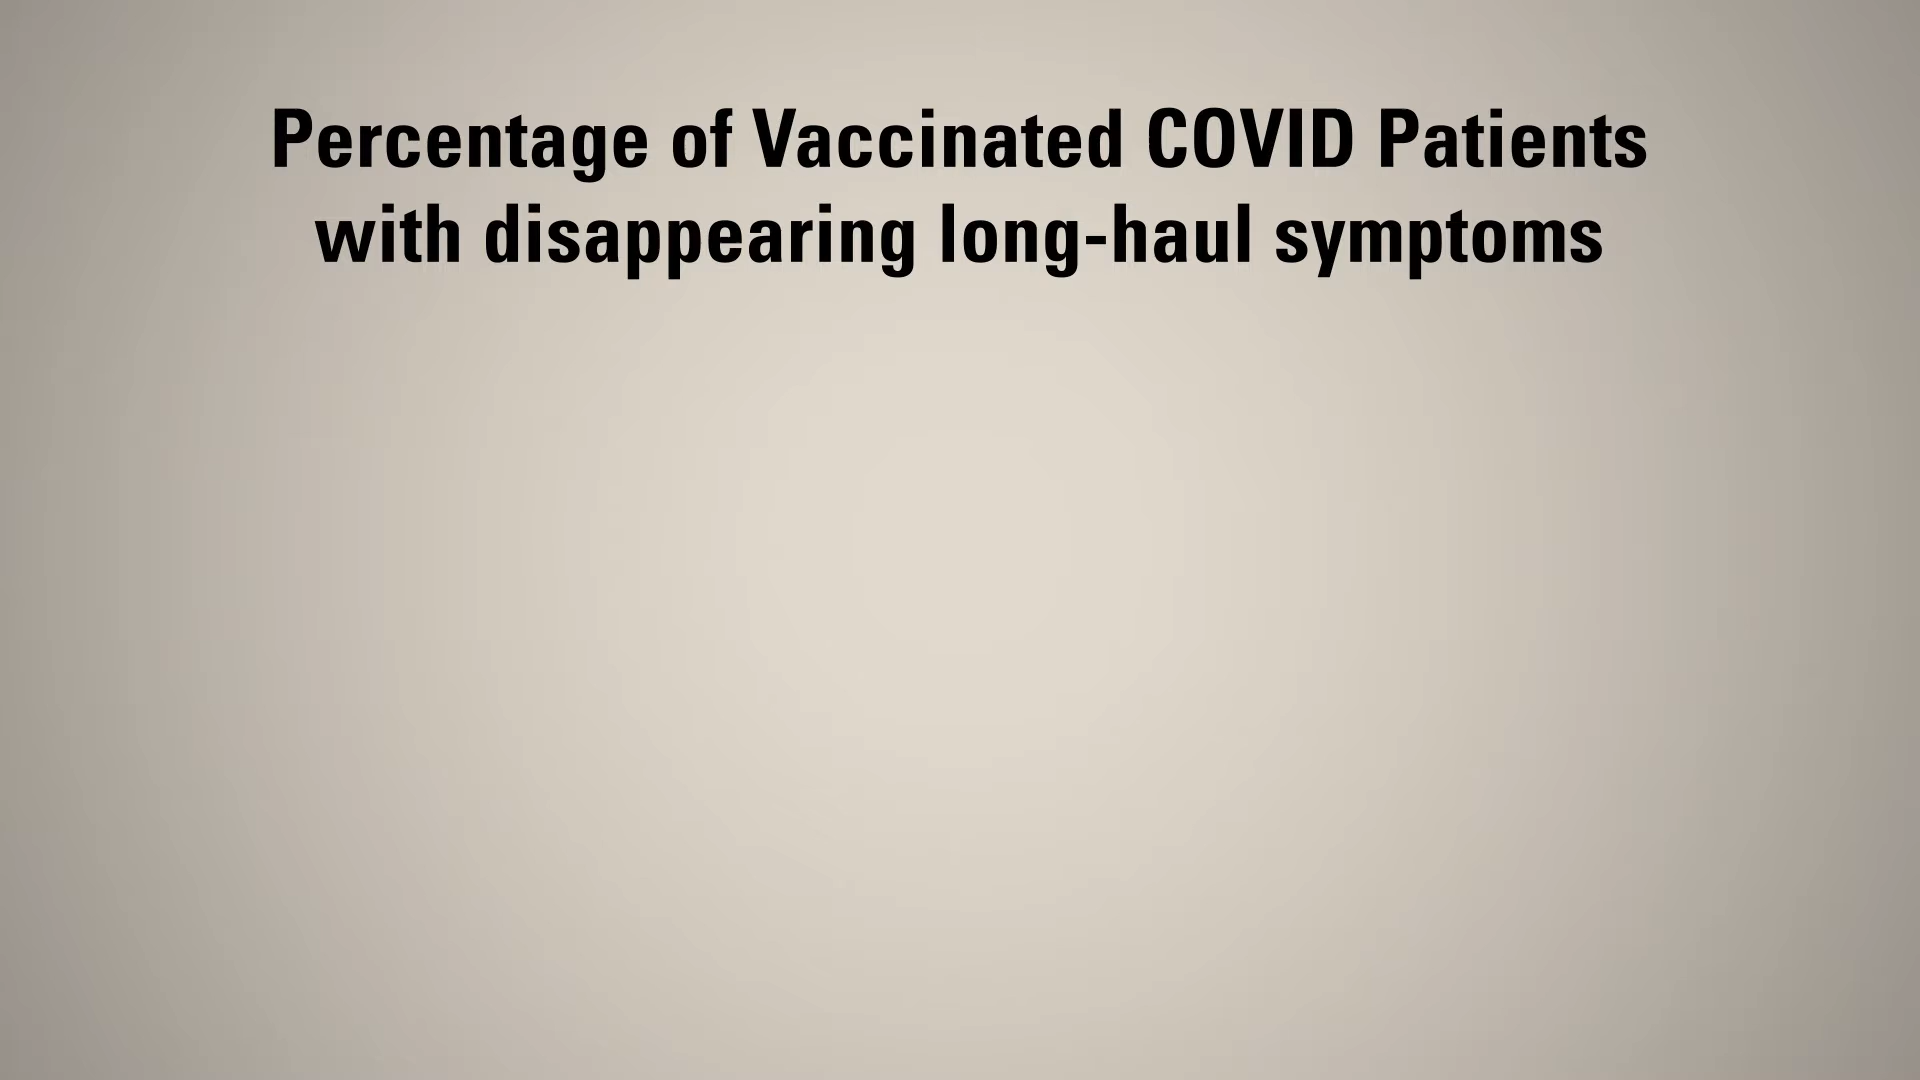 Percentage of Vaccinated COVID Patients
with disappearing long-haul symptoms